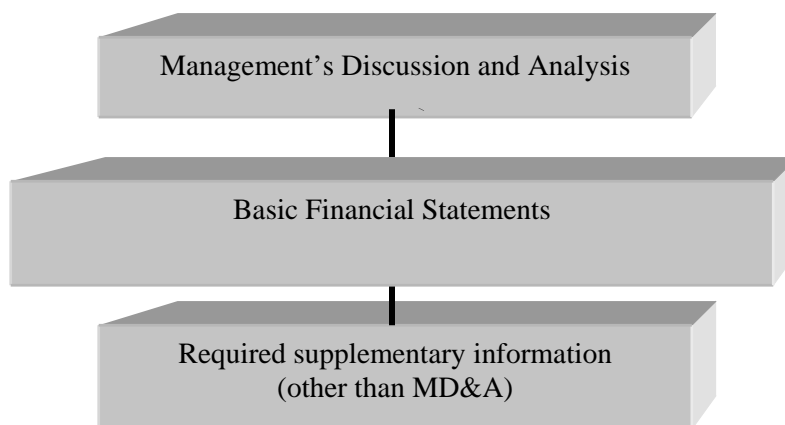 Management’s Discussion and Analysis
Basic Financial Statements
Required supplementary information
(other than MD&A)